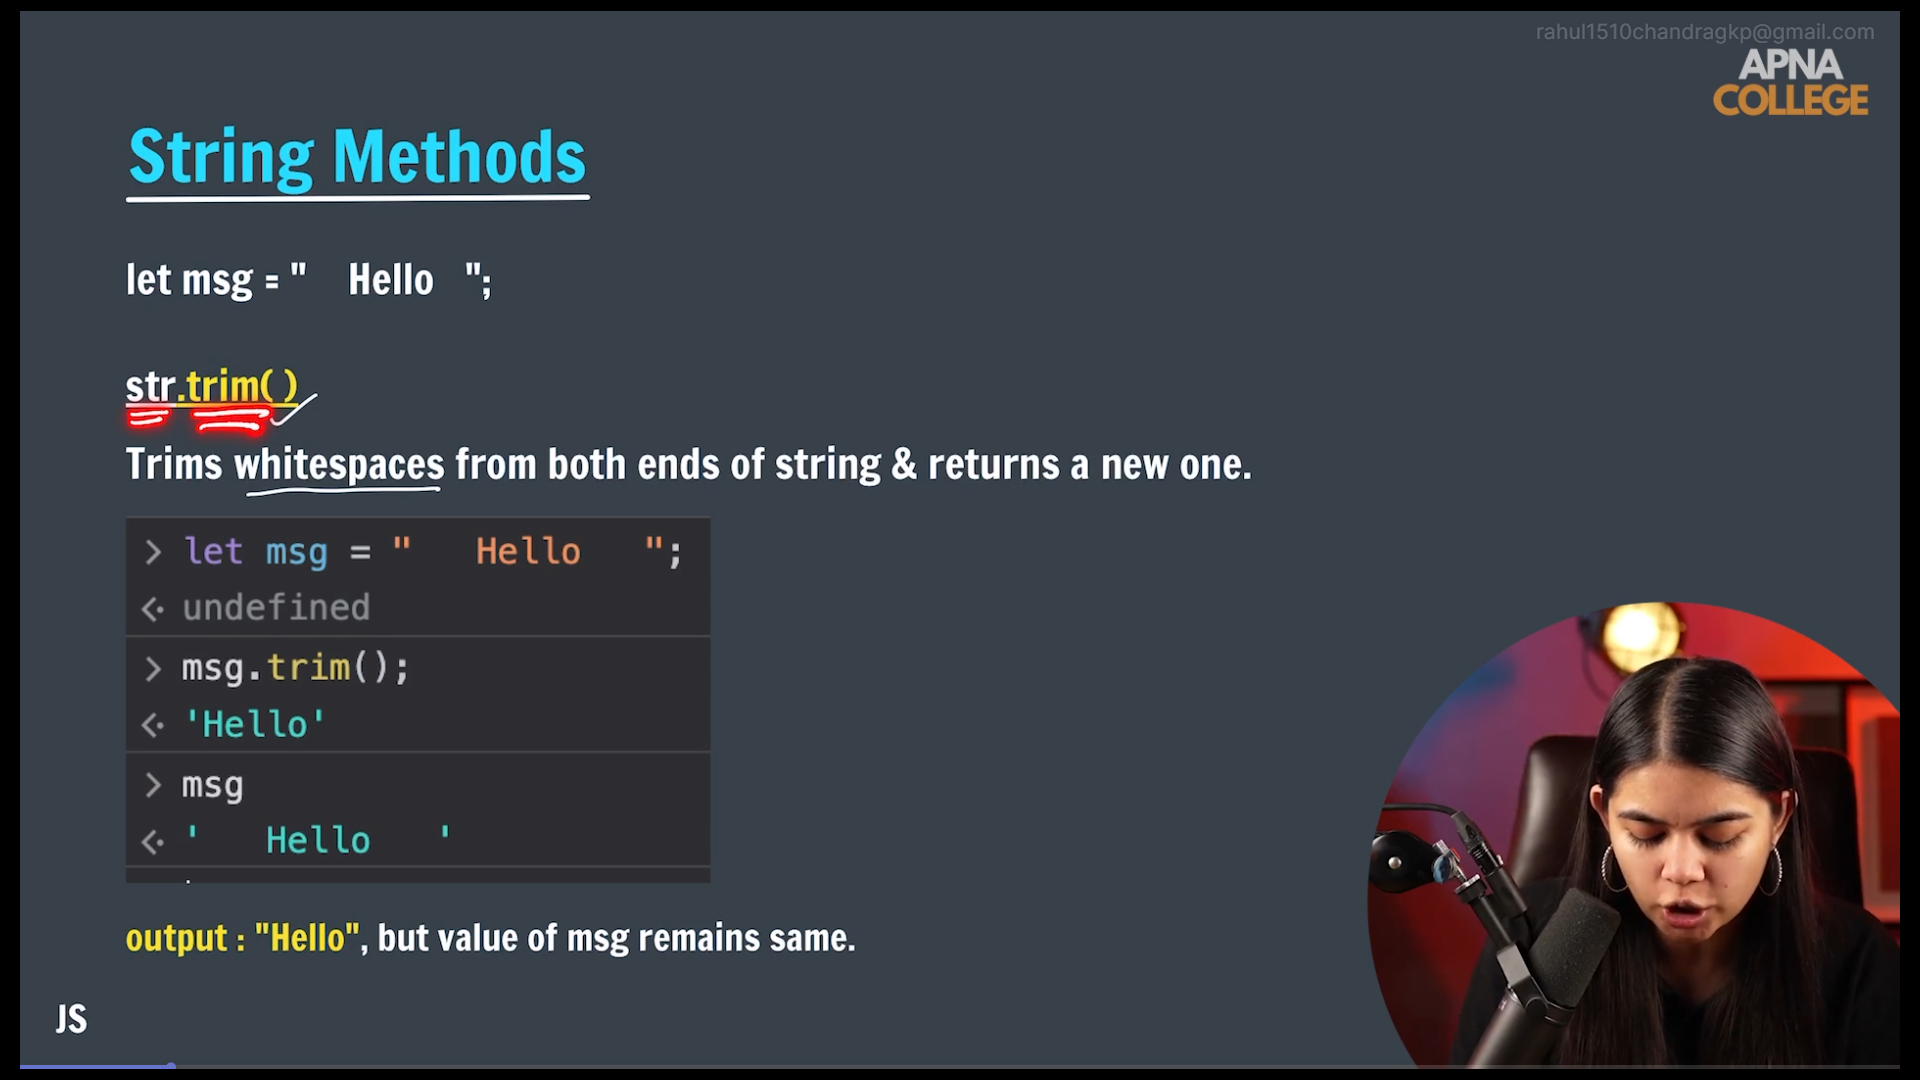 rahul1510chandragkp@gmail.com
APNA
COLLEGE
String Methods
let msg = "    Hello   ";
str.trim( )
Trims whitespaces from both ends of string & returns a new one.
> let msg = "   Hello   ";
<· undefined
> msg.trim();
<· 'Hello'
> msg
<· '   Hello   '
output : "Hello", but value of msg remains same.
JS